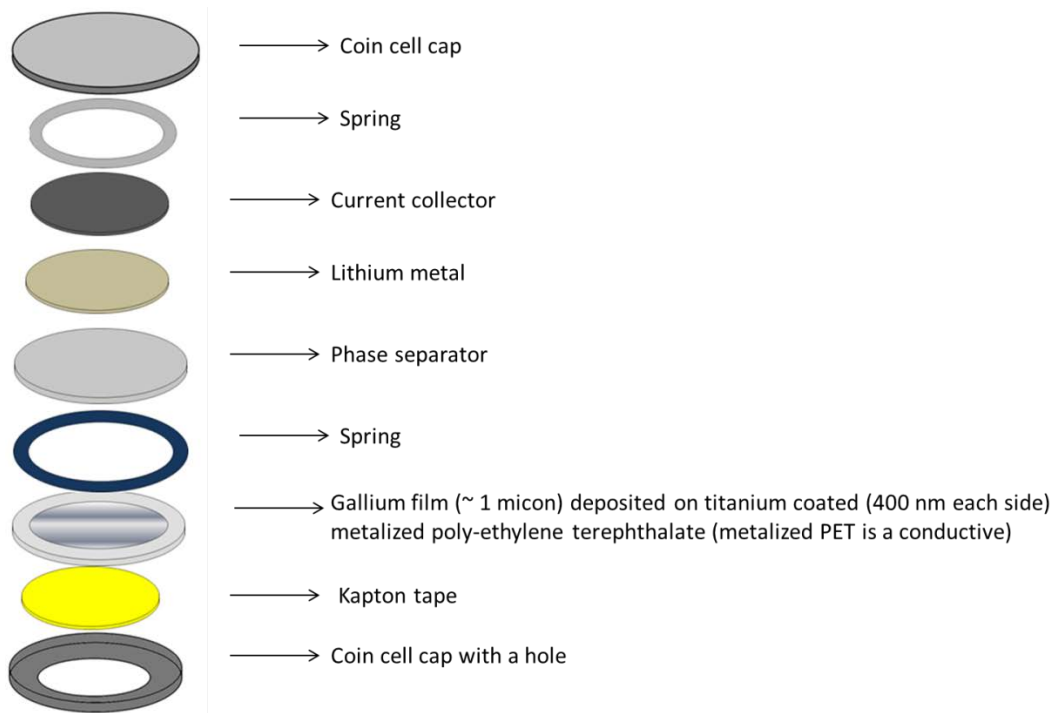 Coin cell cap
Spring
Current collector
Lithium metal
Phase separator
Spring
Gallium film (~ 1 micon) deposited on titanium coated (400 nm each side)
metalized poly-ethylene terephthalate (metalized PET is a conductive)
Kapton tape
Coin cell cap with a hole